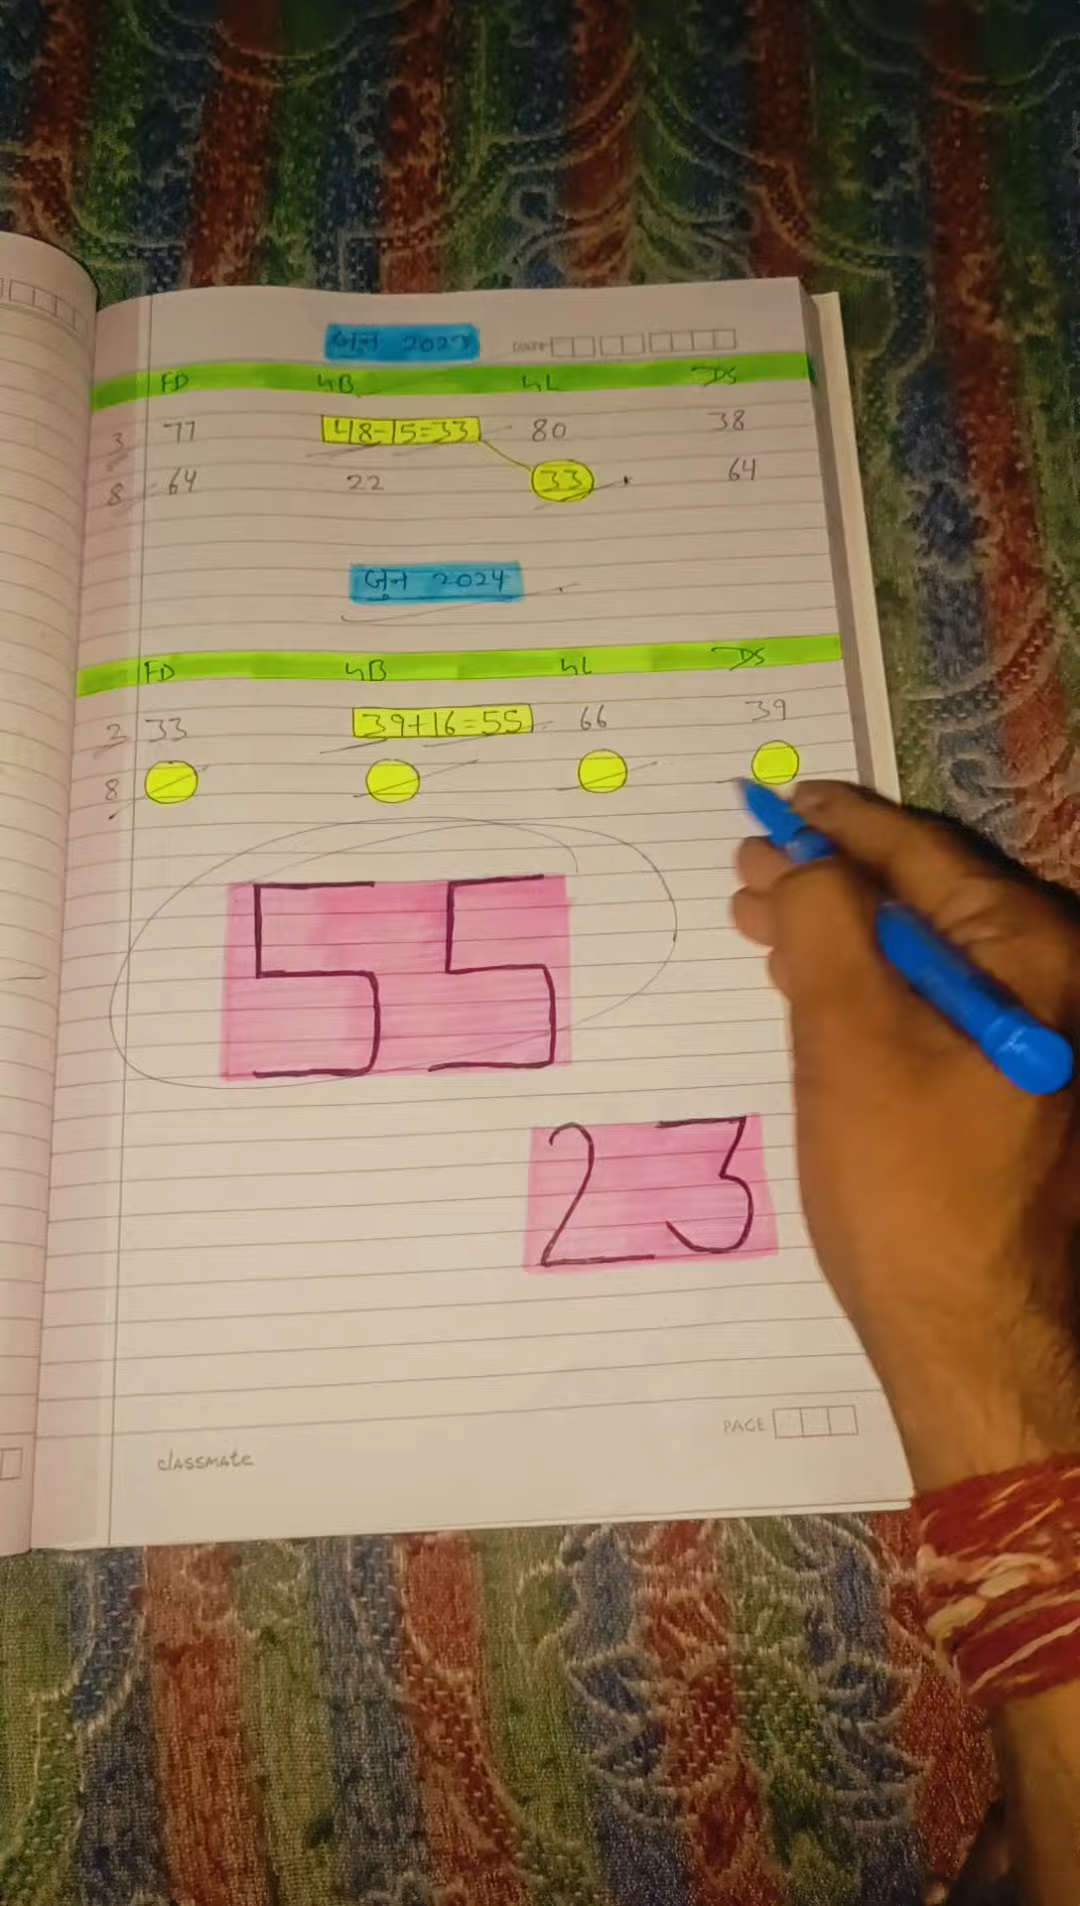 जून 2023 DATE
FD GB GL DS
3 77 48-15=33 80 38
8 64 22 33 64
जून 2024
FD GB GL DS
2 33 39+16=55 66 39
8
55
23
PAGE
classmate